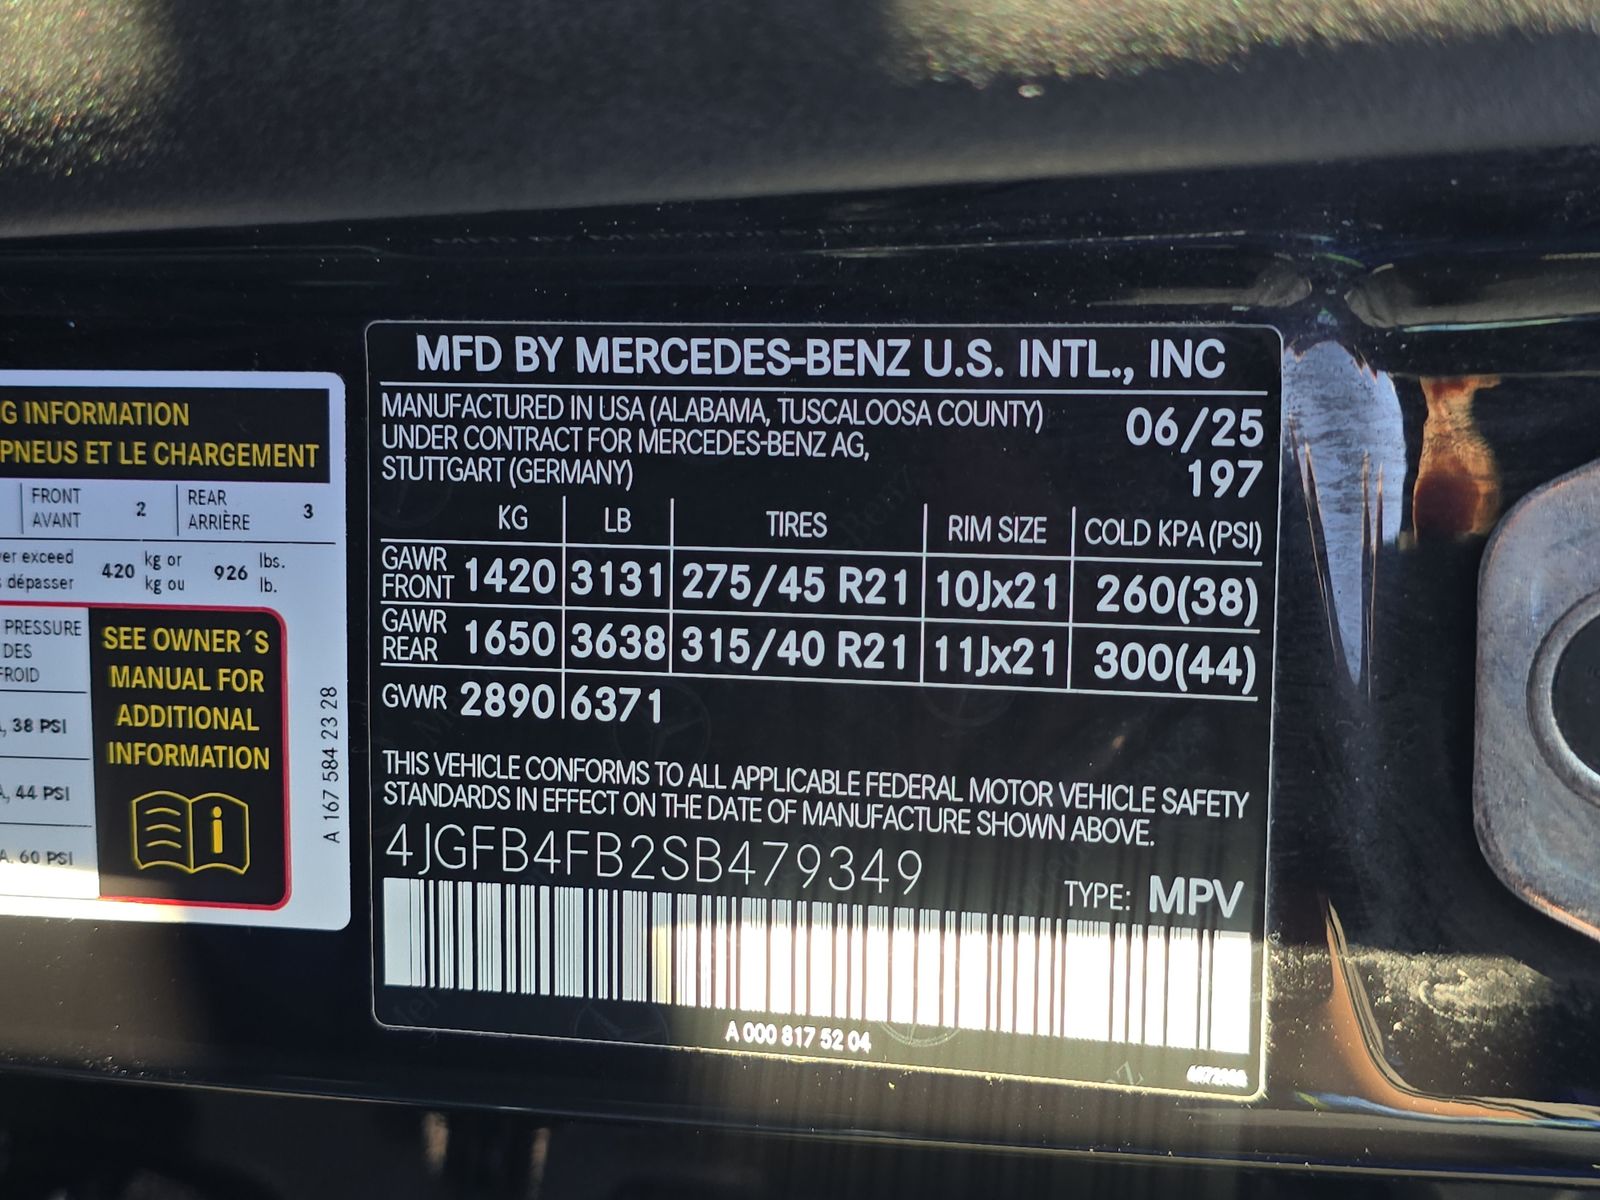 G INFORMATION
PNEUS ET LE CHARGEMENT
FRONT
AVANT
2
REAR
ARRIÈRE
3
er exceed
dépasser
420
kg or
kg ou
926
lbs.
lb.
PRESSURE
DES
FROID
, 38 PSI
, 44 PSI
, 60 PSI
SEE OWNER´S
MANUAL FOR
ADDITIONAL
INFORMATION
i
A 167 584 23 28
MFD BY MERCEDES-BENZ U.S. INTL., INC
MANUFACTURED IN USA (ALABAMA, TUSCALOOSA COUNTY)
UNDER CONTRACT FOR MERCEDES-BENZ AG,
STUTTGART (GERMANY)
06/25
197
KG LB TIRES RIM SIZE COLD KPA (PSI)
GAWR
FRONT
1420 3131 275/45 R21 10Jx21 260(38)
GAWR
REAR
1650 3638 315/40 R21 11Jx21 300(44)
GVWR 2890 6371
THIS VEHICLE CONFORMS TO ALL APPLICABLE FEDERAL MOTOR VEHICLE SAFETY
STANDARDS IN EFFECT ON THE DATE OF MANUFACTURE SHOWN ABOVE.
4JGFB4FB2SB479349
TYPE: MPV
A 000 817 52 04